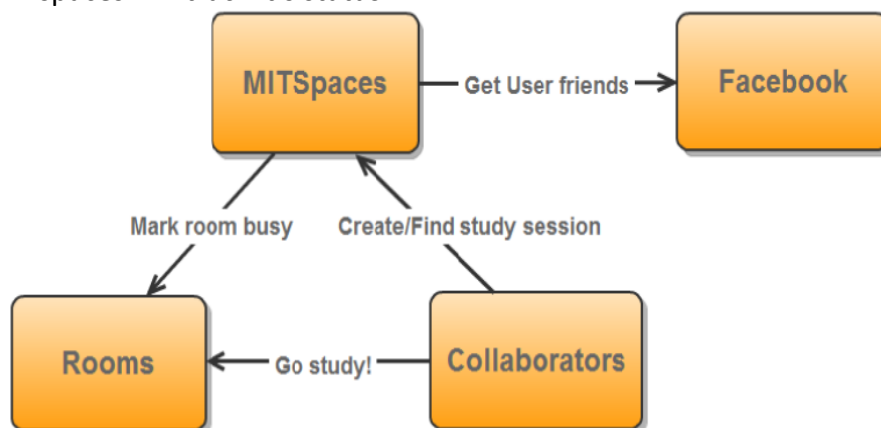 MITSpaces
Get User friends
Facebook
Mark room busy
Create/Find study session
Rooms
Go study!
Collaborators